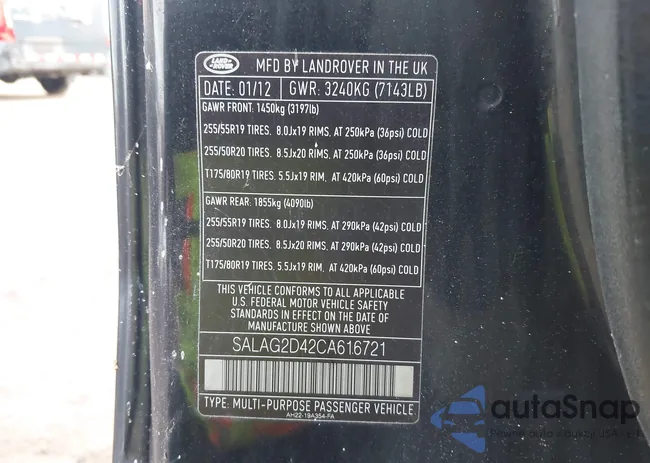 LAND
ROVER
MFD BY LANDROVER IN THE UK
DATE: 01/12 GWR: 3240KG (7143LB)
GAWR FRONT: 1450kg (3197lb)
255/55R19 TIRES. 8.0Jx19 RIMS. AT 250kPa (36psi) COLD
255/50R20 TIRES. 8.5Jx20 RIMS. AT 250kPa (36psi) COLD
T175/80R19 TIRES. 5.5Jx19 RIM. AT 420kPa (60psi) COLD
GAWR REAR: 1855kg (4090lb)
255/55R19 TIRES. 8.0Jx19 RIMS. AT 290kPa (42psi) COLD
255/50R20 TIRES. 8.5Jx20 RIMS. AT 290kPa (42psi) COLD
T175/80R19 TIRES. 5.5Jx19 RIM. AT 420kPa (60psi) COLD
THIS VEHICLE CONFORMS TO ALL APPLICABLE
U.S. FEDERAL MOTOR VEHICLE SAFETY
STANDARDS IN EFFECT ON THE DATE OF
MANUFACTURE SHOWN ABOVE.
SALAG2D42CA616721
TYPE: MULTI-PURPOSE PASSENGER VEHICLE
AH22-19A354-FA
autoSnap